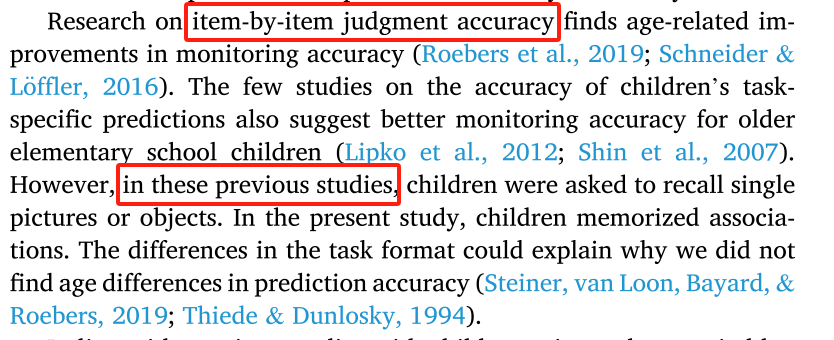 Research on item-by-item judgment accuracy finds age-related im-
provements in monitoring accuracy (Roebers et al., 2019; Schneider &
Löffler, 2016). The few studies on the accuracy of children's task-
specific predictions also suggest better monitoring accuracy for older
elementary school children (Lipko et al., 2012; Shin et al., 2007).
However, in these previous studies, children were asked to recall single
pictures or objects. In the present study, children memorized associa-
tions. The differences in the task format could explain why we did not
find age differences in prediction accuracy (Steiner, van Loon, Bayard, &
Roebers, 2019; Thiede & Dunlosky, 1994).